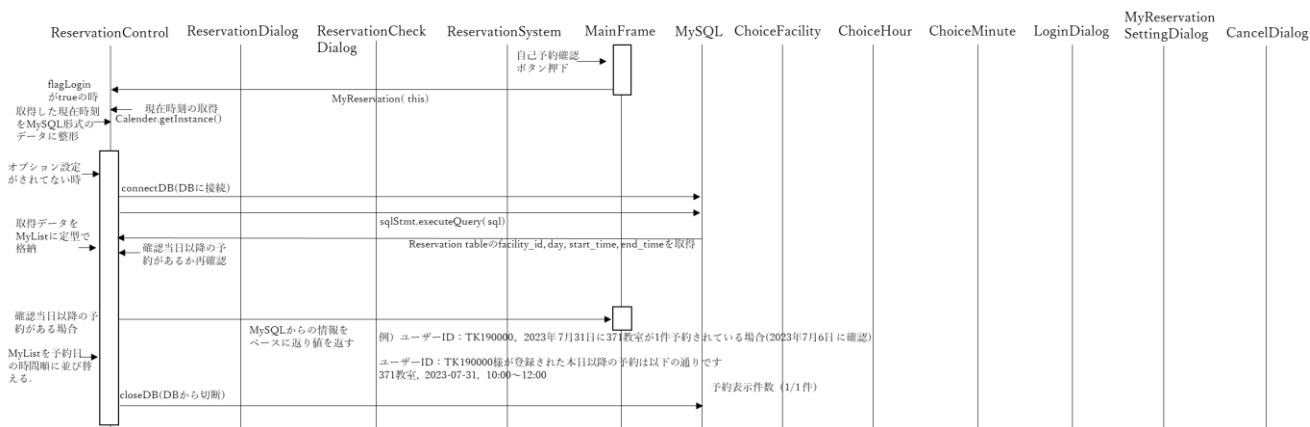 ReservationControl
ReservationDialog
ReservationCheck
Dialog
ReservationSystem
MainFrame
MySQL
ChoiceFacility
ChoiceHour
ChoiceMinute
LoginDialog
MyReservation
SettingDialog
CancelDialog
自己予約確認
ボタン押下
flagLogin
がtrueの時
MyReservation( this)
取得した現在時刻
をMySQL形式の
データに整形
現在時刻の取得
Calender.getInstance()
オプション設定
がされてない時
connectDB(DBに接続)
sqlStmt.executeQuery( sql)
取得データを
MyListに定型で
格納
Reservation tableのfacility_id, day, start_time, end_timeを取得
確認当日以降の予
約があるか再確認
確認当日以降の予
約がある場合
MySQLからの情報を
ベースに返り値を返す
例）ユーザーID：TK190000、2023年7月31日に371教室が1件予約されている場合(2023年7月6日に確認)
ユーザーID：TK190000様が登録された本日以降の予約は以下の通りです
371教室, 2023-07-31, 10:00～12:00
予約表示件数（1/1件）
MyListを予約日
の時間順に並び替
える.
closeDB(DBから切断)